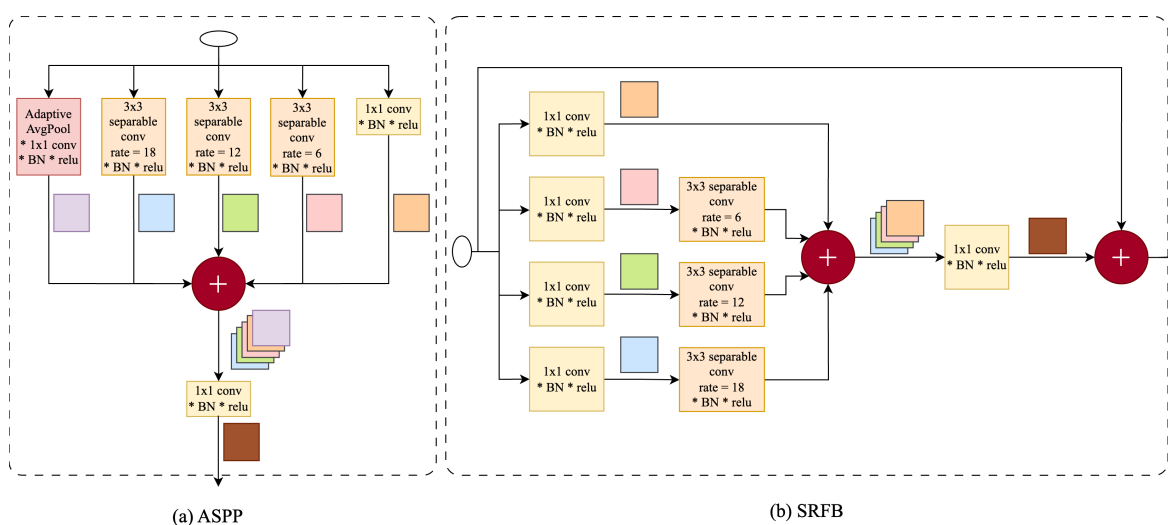 Adaptive
AvgPool
* 1x1 conv
* BN * relu
3x3
separable
conv
rate = 18
* BN * relu
3x3
separable
conv
rate = 12
* BN * relu
3x3
separable
conv
rate = 6
* BN * relu
1x1 conv
* BN * relu
+
1x1 conv
* BN * relu
(a) ASPP
1x1 conv
* BN * relu
1x1 conv
* BN * relu
3x3 separable
conv
rate = 6
* BN * relu
1x1 conv
* BN * relu
3x3 separable
conv
rate = 12
* BN * relu
1x1 conv
* BN * relu
3x3 separable
conv
rate = 18
* BN * relu
+
1x1 conv
* BN * relu
+
(b) SRFB